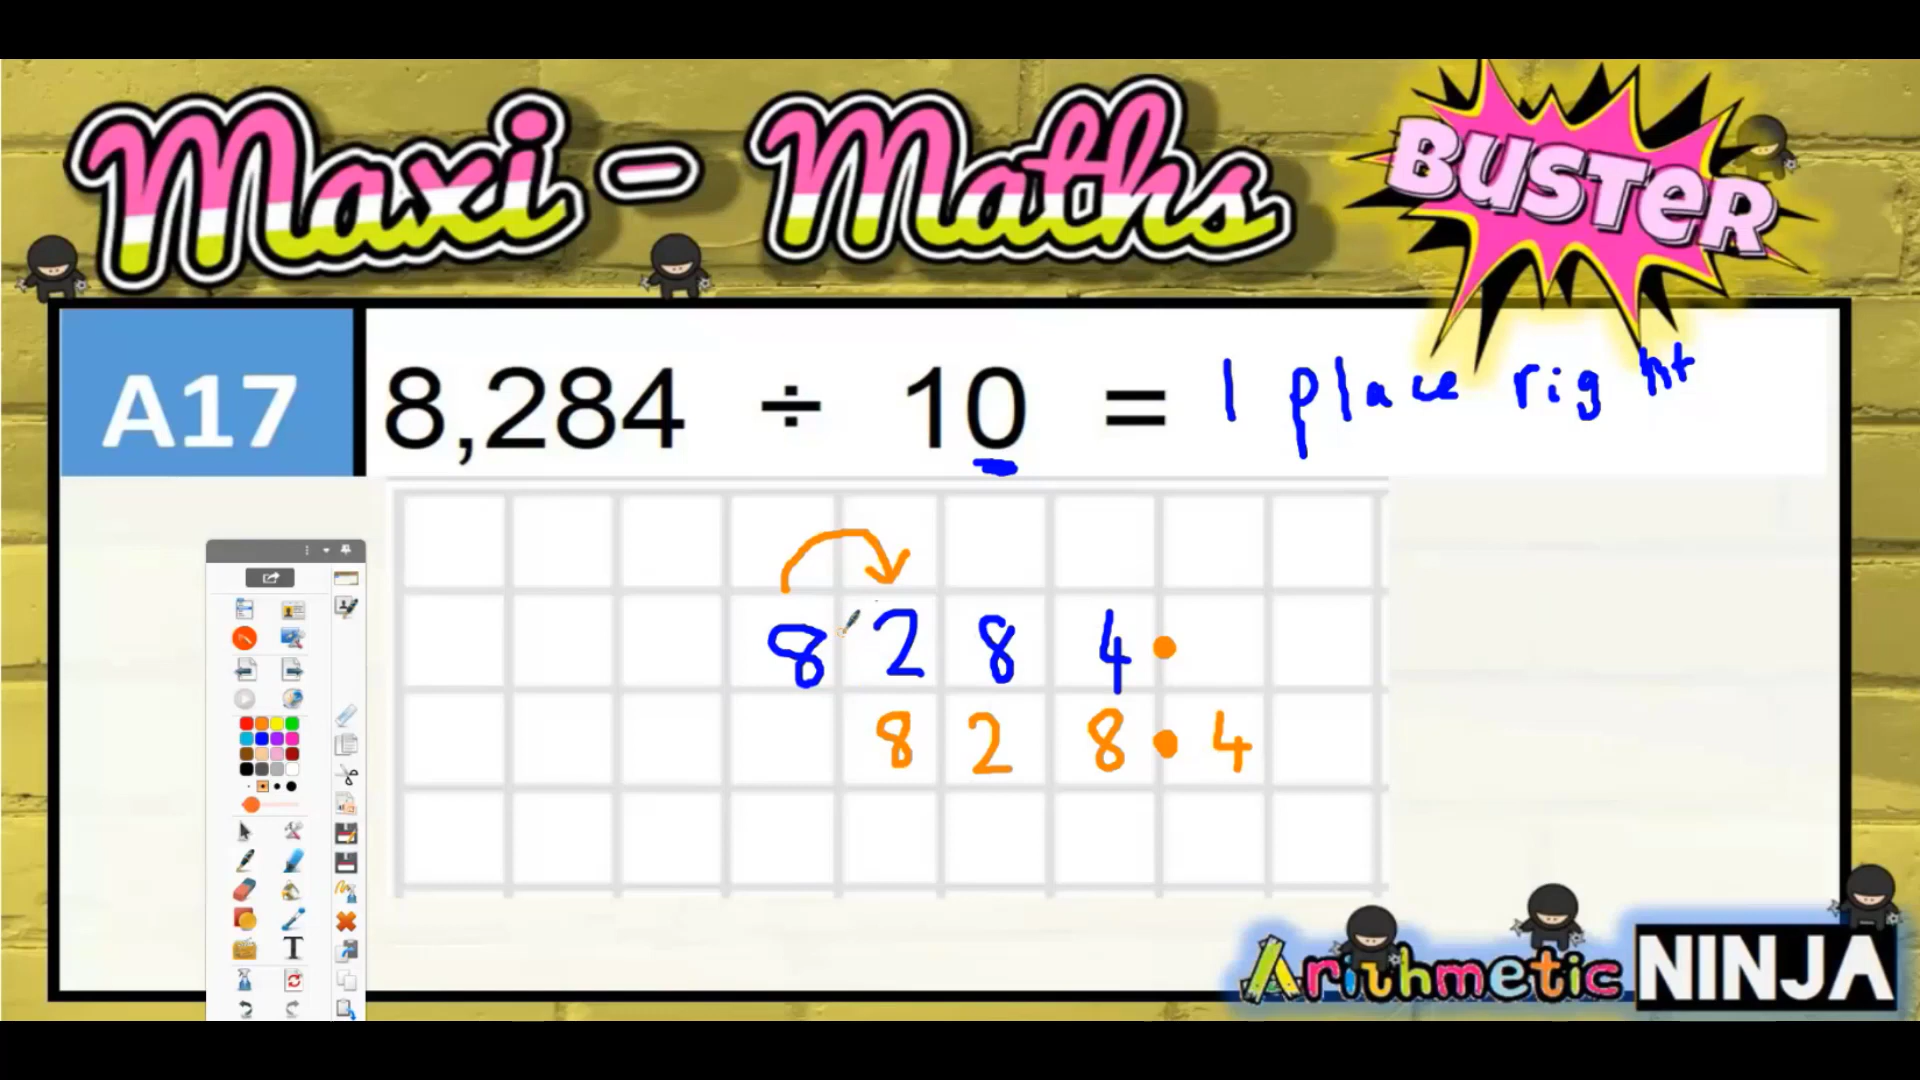 Maxi - Maths
BUSTER
A17
8,284 ÷ 10 = 1 place right
8 2 8 4 .
8 2 8 . 4
T
Arithmetic NINJA